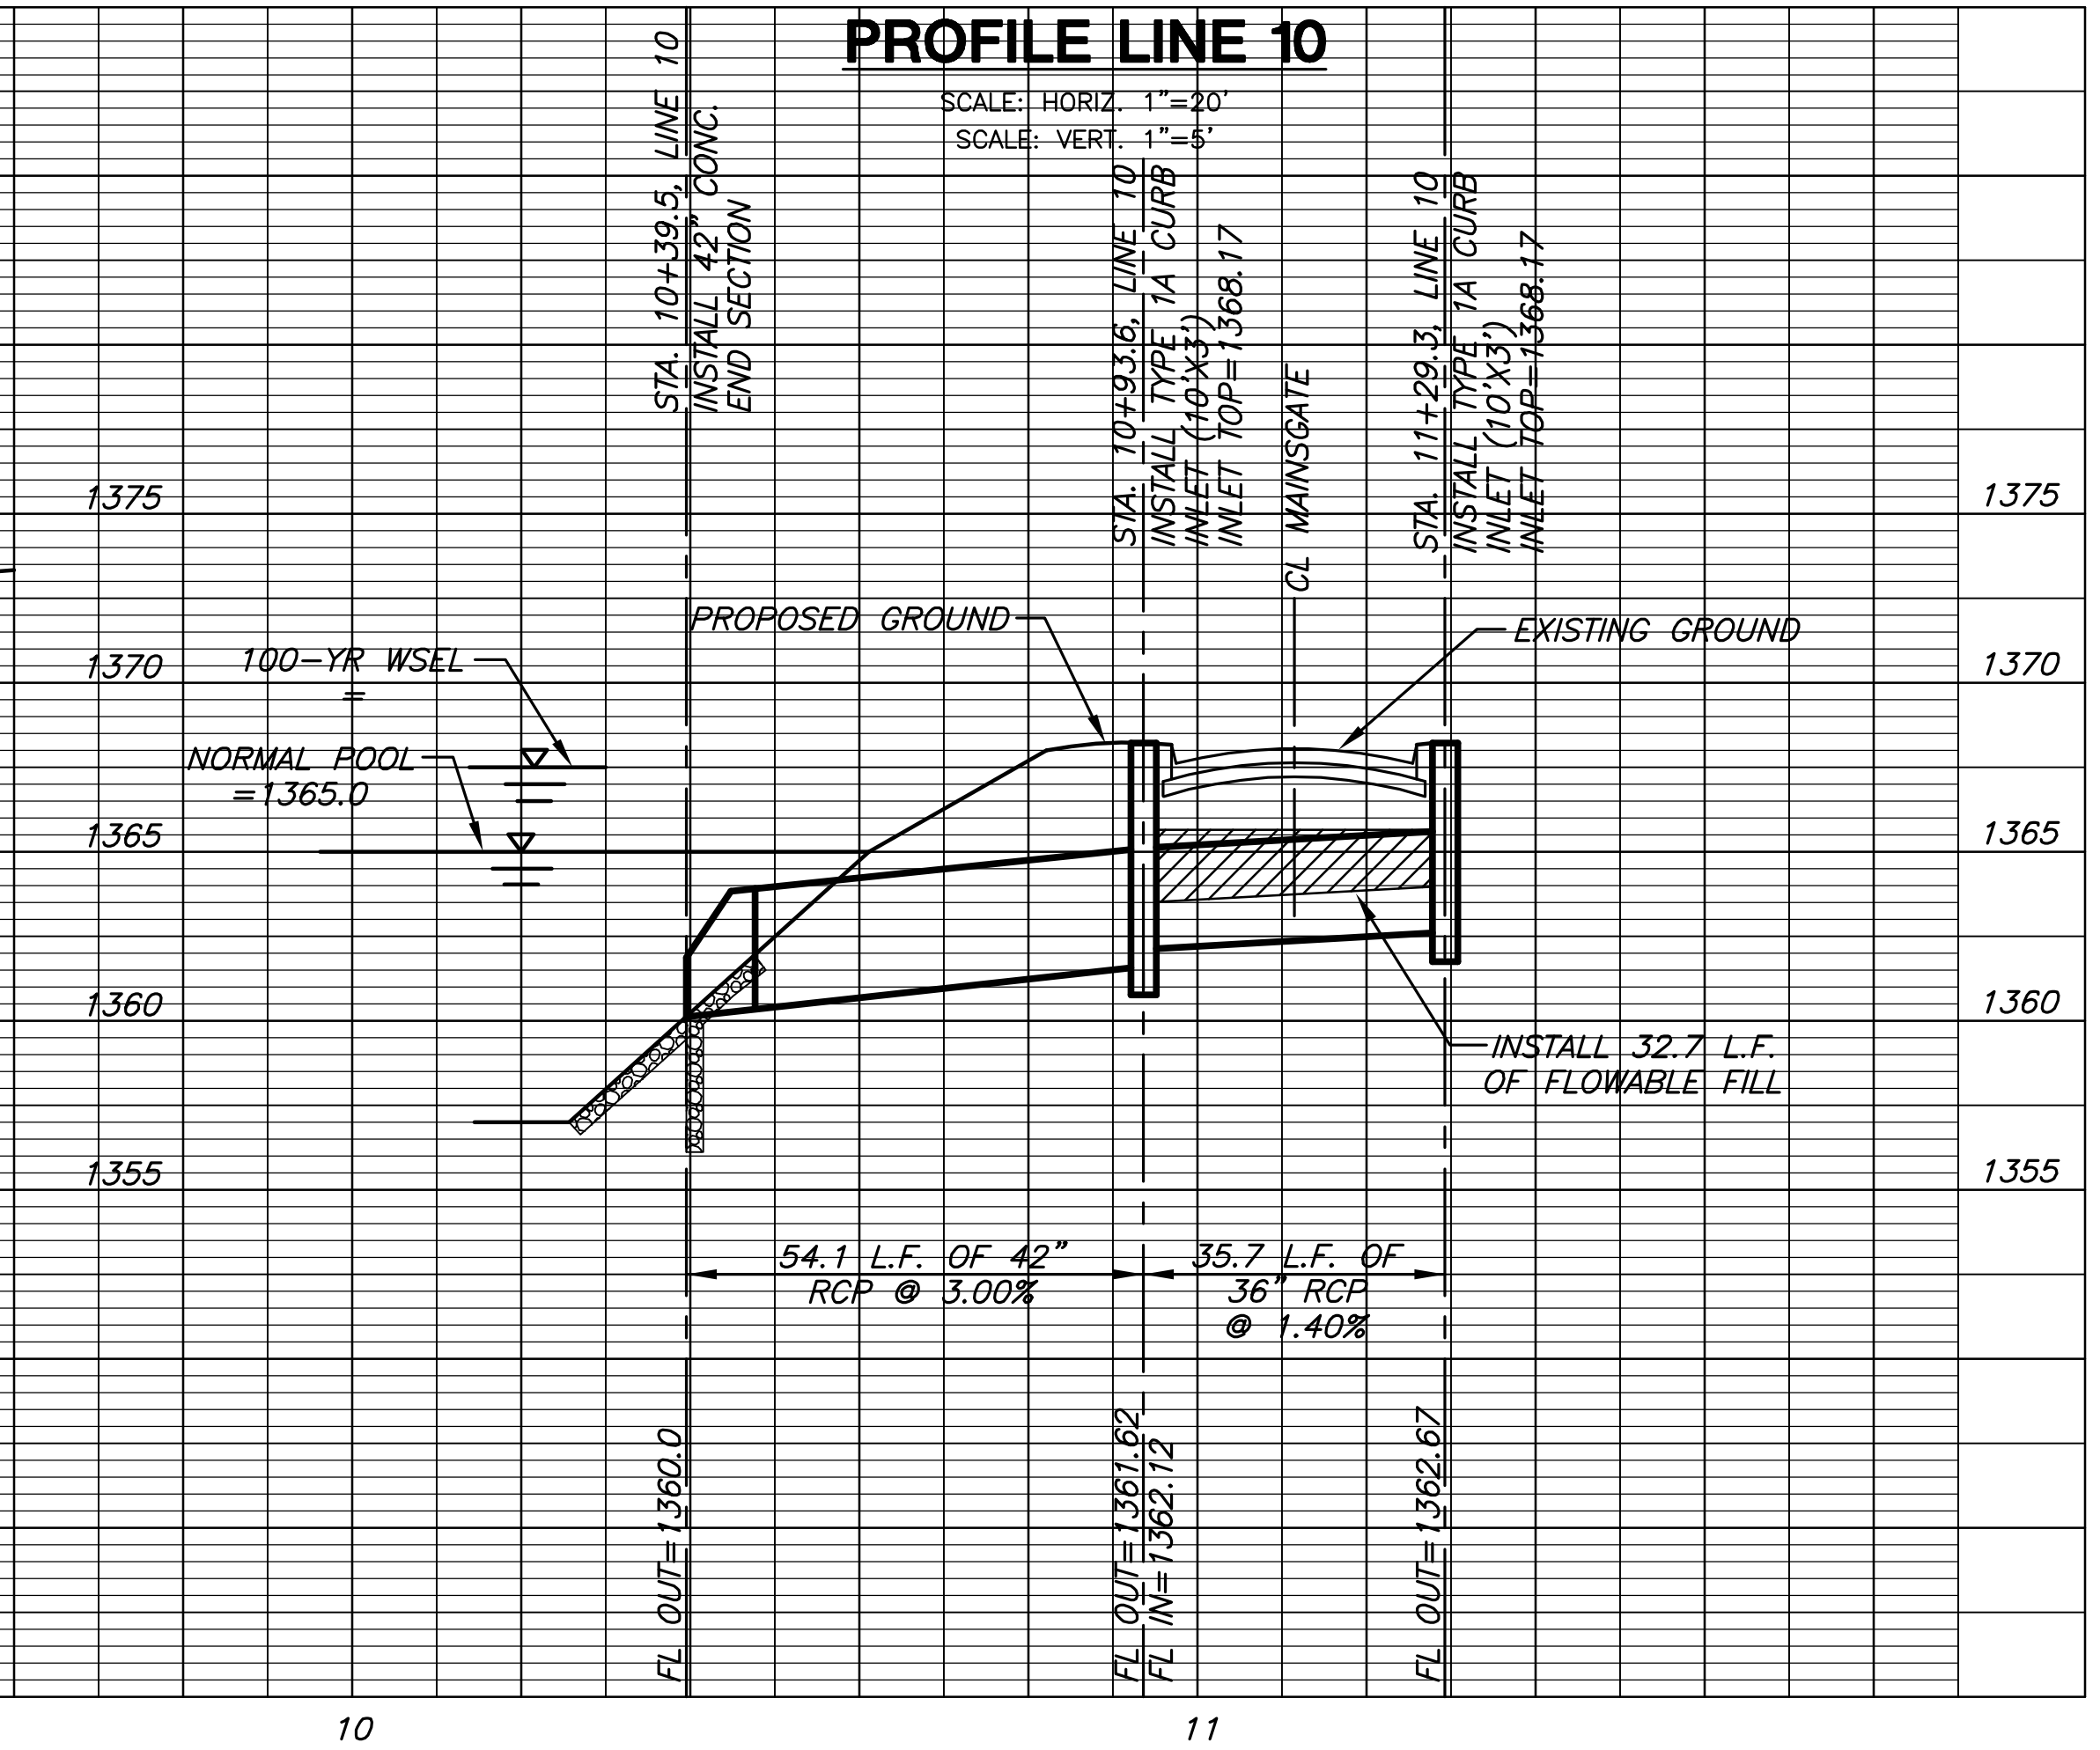 PROFILE LINE 10
SCALE: HORIZ. 1"=20'
SCALE: VERT. 1"=5'
STA. 10+39.5, LINE 10
INSTALL 42" CONC.
END SECTION
STA. 10+93.6, LINE 10
INSTALL TYPE 1A CURB
INLET (10'X3')
INLET TOP=1368.17
CL MAINSGATE
STA. 11+29.3, LINE 10
INSTALL TYPE 1A CURB
INLET (10'X3')
INLET TOP=1368.17
1375
1375
PROPOSED GROUND
EXISTING GROUND
1370
100-YR WSEL
=
1370
NORMAL POOL
=1365.0
1365
1365
1360
1360
INSTALL 32.7 L.F.
OF FLOWABLE FILL
1355
1355
54.1 L.F. OF 42"
RCP @ 3.00%
35.7 L.F. OF
36" RCP
@ 1.40%
FL OUT=1360.0
FL OUT=1361.62
FL IN=1362.12
FL OUT=1362.67
10
11